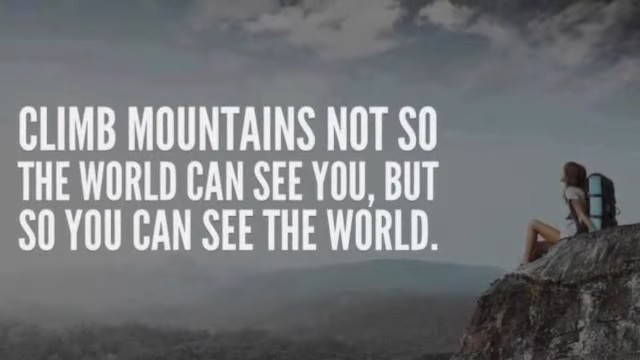 CLIMB MOUNTAINS NOT SO
THE WORLD CAN SEE YOU, BUT
SO YOU CAN SEE THE WORLD.